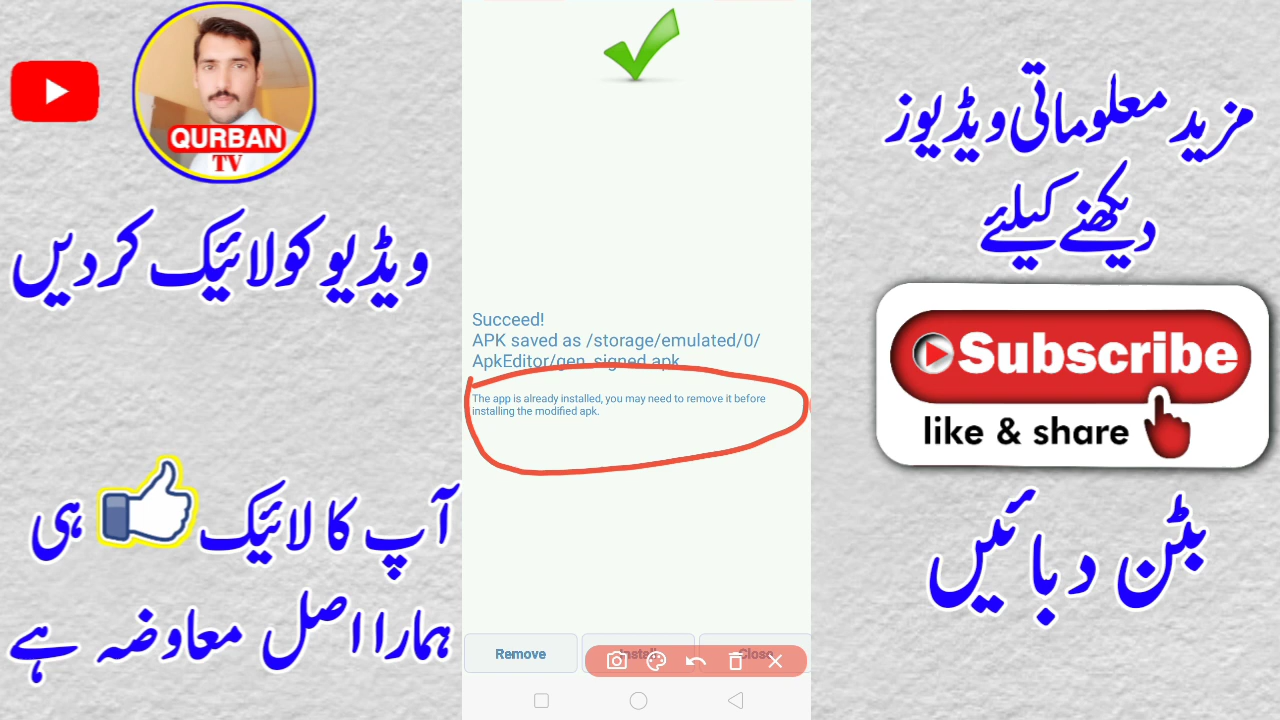 QURBAN
TV
ویڈیو کو لائیک کر دیں
آپ کا لائیک ہی
ہمارا اصل معاوضہ ہے
Succeed!
APK saved as /storage/emulated/0/
ApkEditor/gen_signed.apk
The app is already installed, you may need to remove it before
installing the modified apk.
Remove
Install
Close
مزید معلوماتی ویڈیوز
دیکھنے کیلئے
Subscribe
like & share
بٹن دبائیں